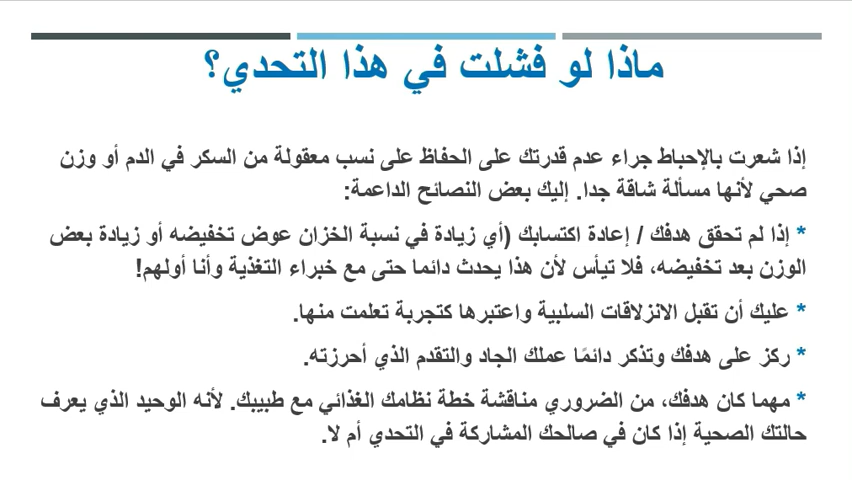 ماذا لو فشلت في هذا التحدي؟
إذا شعرت بالإحباط جراء عدم قدرتك على الحفاظ على نسب معقولة من السكر في الدم أو وزن
صحي لأنها مسألة شاقة جدا. إليك بعض النصائح الداعمة:
* إذا لم تحقق هدفك / إعادة اكتسابك (أي زيادة في نسبة الخزان عوض تخفيضه أو زيادة بعض
الوزن بعد تخفيضه، فلا تيأس لأن هذا يحدث دائما حتى مع خبراء التغذية وأنا أولهم!
* عليك أن تقبل الانزلاقات السلبية واعتبرها كتجربة تعلمت منها.
* ركز على هدفك وتذكر دائمًا عملك الجاد والتقدم الذي أحرزته.
* مهما كان هدفك، من الضروري مناقشة خطة نظامك الغذائي مع طبيبك. لأنه الوحيد الذي يعرف
حالتك الصحية إذا كان في صالحك المشاركة في التحدي أم لا.